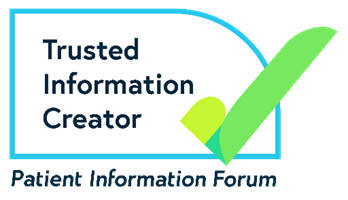 Trusted
Information
Creator
Patient Information Forum